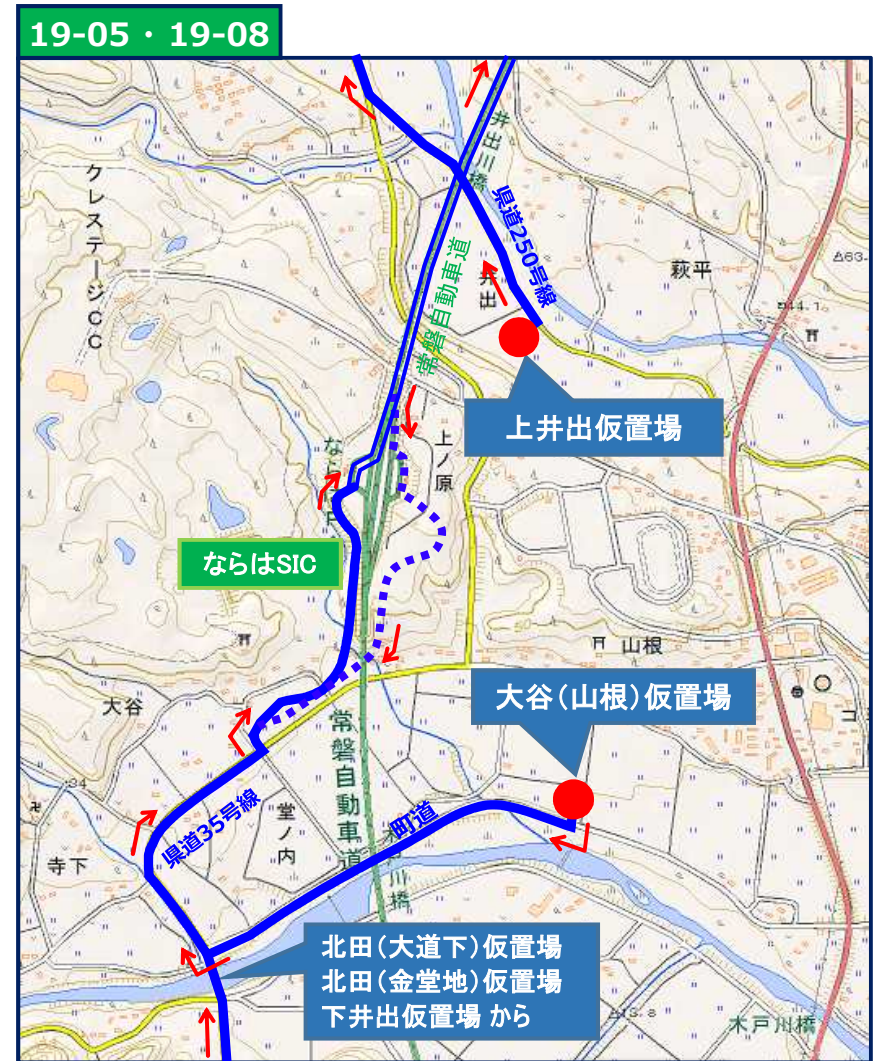 19-05・19-08
井出川橋
クレステージCC
50
県道250号線
萩平
常磐自動車道
井出
44.1
上井出仮置場
上ノ原
ならはSIC
山根
大谷(山根)仮置場
大谷
常磐自動車道
34
県道35号線
堂ノ内
町道
寺下
北田(大道下)仮置場
北田(金堂地)仮置場
下井出仮置場 から
木戸川橋